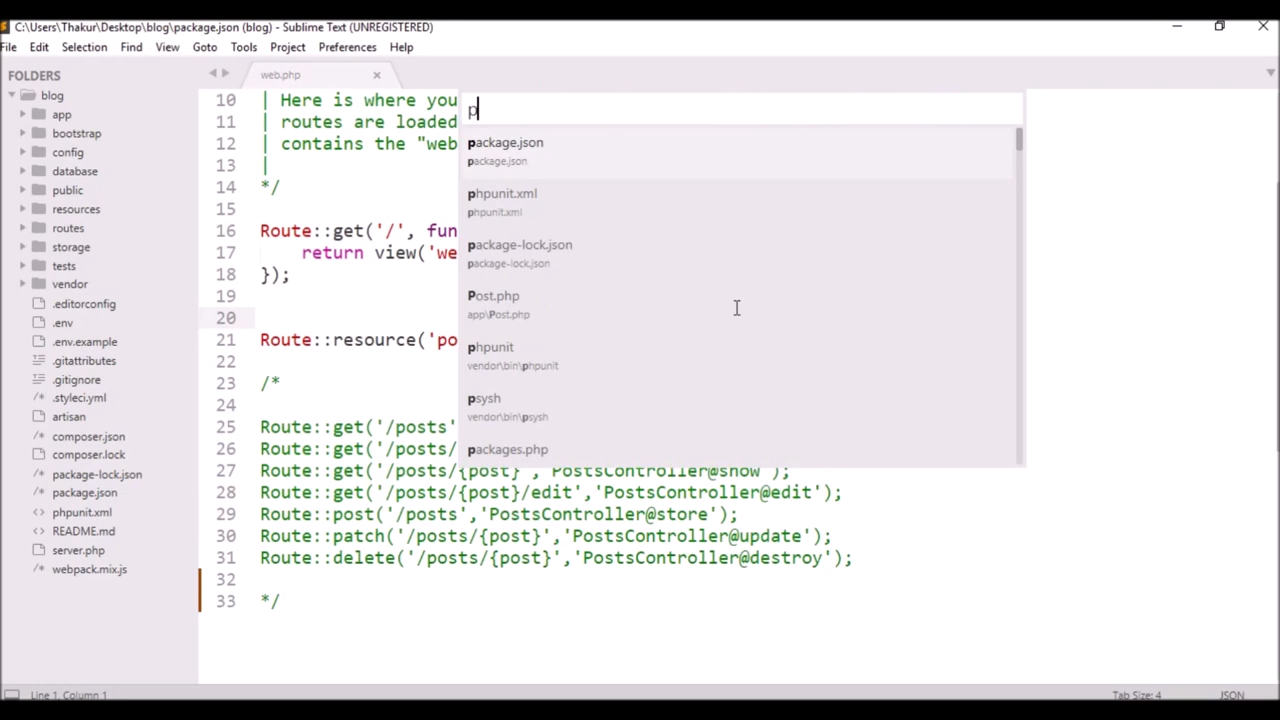 C:\Users\Thakur\Desktop\blog\package.json (blog) - Sublime Text (UNREGISTERED)
File Edit Selection Find View Goto Tools Project Preferences Help
FOLDERS
blog
app
bootstrap
config
database
public
resources
routes
storage
tests
vendor
.editorconfig
.env
.env.example
.gitattributes
.gitignore
.styleci.yml
artisan
composer.json
composer.lock
package-lock.json
package.json
phpunit.xml
README.md
server.php
webpack.mix.js
web.php
10 | Here is where you
11 | routes are loaded
12 | contains the "web
13 |
14 */
15
16 Route::get('/', fun
17 return view('we
18 });
19
20
21 Route::resource('po
22
23 /*
24
25 Route::get('/posts'
26 Route::get('/posts/
27 Route::get('/posts/{post}','PostsController@show');
28 Route::get('/posts/{post}/edit','PostsController@edit');
29 Route::post('/posts','PostsController@store');
30 Route::patch('/posts/{post}','PostsController@update');
31 Route::delete('/posts/{post}','PostsController@destroy');
32
33 */
p
package.json
package.json
phpunit.xml
phpunit.xml
package-lock.json
package-lock.json
Post.php
app\Post.php
phpunit
vendor\bin\phpunit
psysh
vendor\bin\psysh
packages.php
Line 1, Column 1
Tab Size: 4
JSON